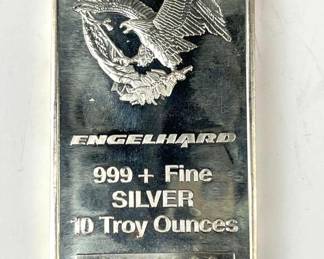 ENGELHARD
999+ Fine
SILVER
10 Troy Ounces